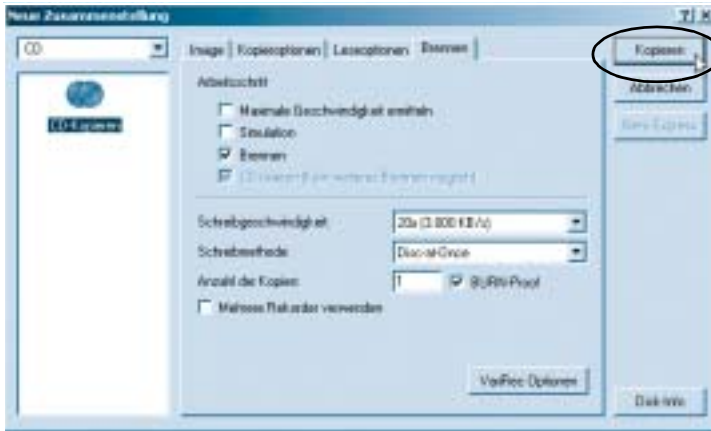 Neue Zusammenstellung
CD
CD Kopieren
Image Kopieroptionen Leseoptionen Brennen
Arbeitsschritt
Maximale Geschwindigkeit ermitteln
Simulation
Brennen
Schreibgeschwindigkeit 20x (3.000 KB/s)
Schreibmethode Disc-at-Once
Anzahl der Kopien 1 BURN-Proof
Mehrere Rekorder verwenden
VariRec Optionen
Kopieren
Abbrechen
Nero Express
Disk-Info